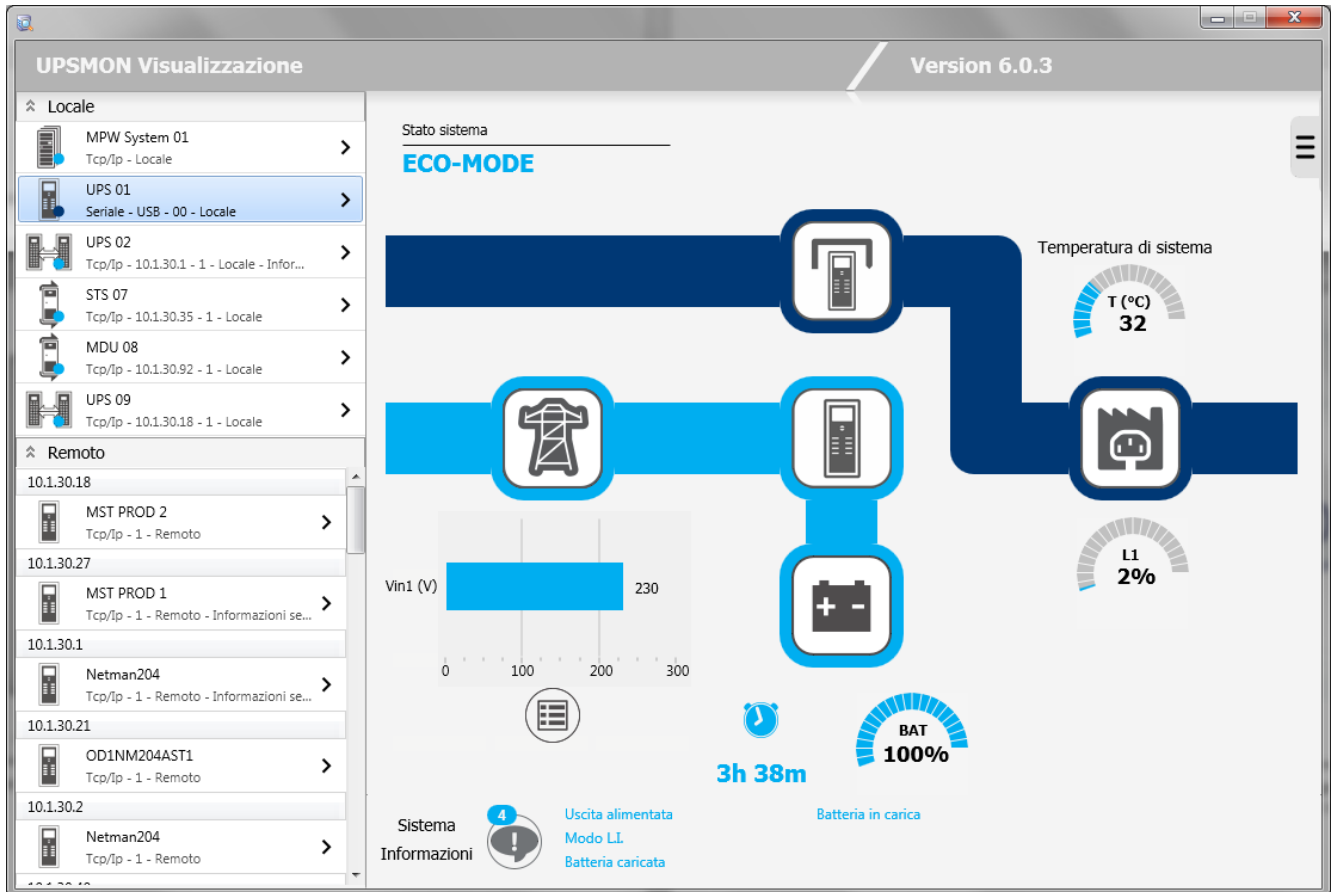 UPSMON Visualizzazione
Version 6.0.3
Locale
MPW System 01
Tcp/Ip - Locale
UPS 01
Seriale - USB - 00 - Locale
UPS 02
Tcp/Ip - 10.1.30.1 - 1 - Locale - Infor...
STS 07
Tcp/Ip - 10.1.30.35 - 1 - Locale
MDU 08
Tcp/Ip - 10.1.30.92 - 1 - Locale
UPS 09
Tcp/Ip - 10.1.30.18 - 1 - Locale
Remoto
10.1.30.18
MST PROD 2
Tcp/Ip - 1 - Remoto
10.1.30.27
MST PROD 1
Tcp/Ip - 1 - Remoto - Informazioni se...
10.1.30.1
Netman204
Tcp/Ip - 1 - Remoto - Informazioni se...
10.1.30.21
OD1NM204AST1
Tcp/Ip - 1 - Remoto
10.1.30.2
Netman204
Tcp/Ip - 1 - Remoto
Stato sistema
ECO-MODE
Temperatura di sistema
T (°C)
32
L1
2%
Vin1 (V)
230
0 100 200 300
3h 38m
BAT
100%
Sistema
Informazioni
4
Uscita alimentata
Modo L.I.
Batteria caricata
Batteria in carica